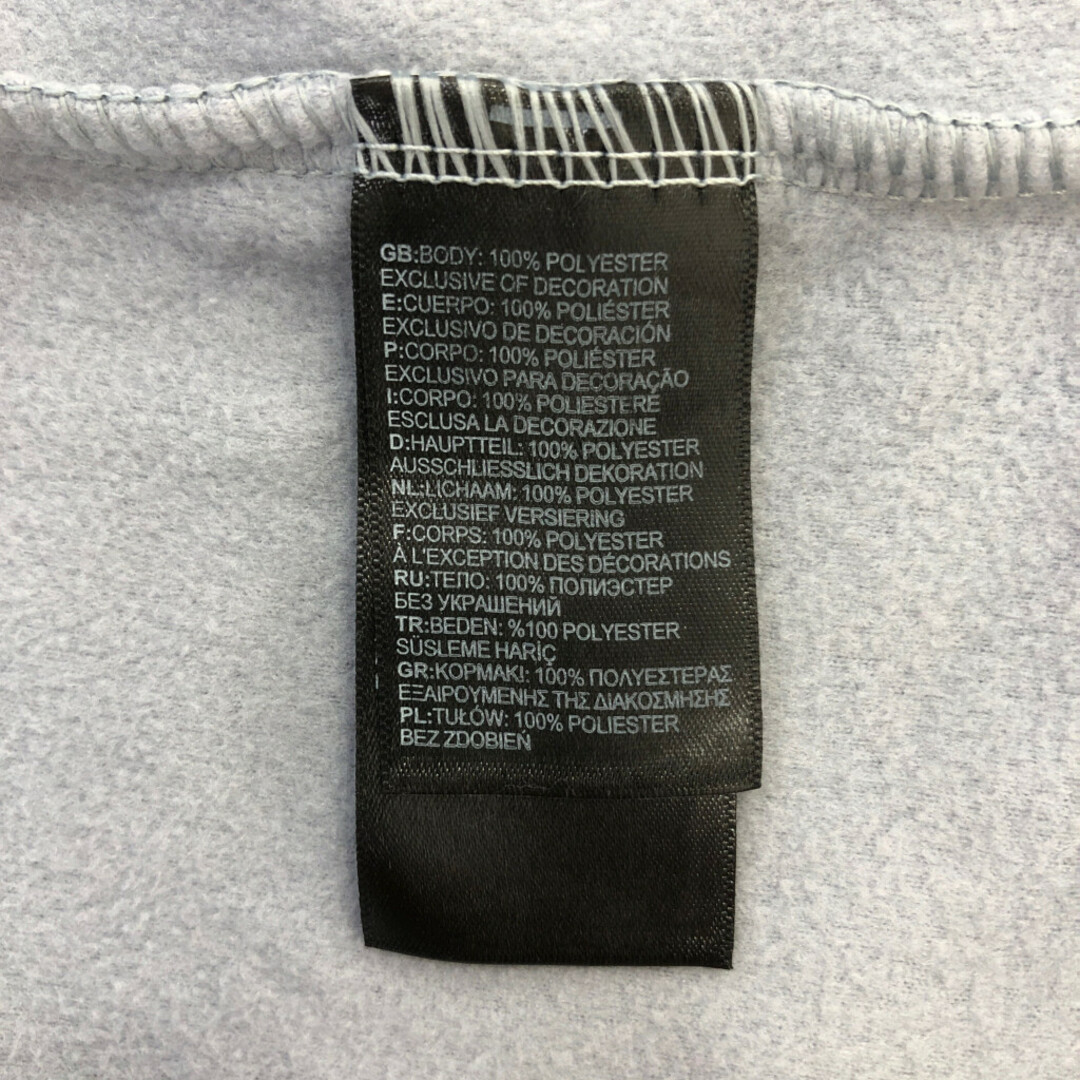 GB:BODY: 100% POLYESTER
EXCLUSIVE OF DECORATION
E:CUERPO: 100% POLIÉSTER
EXCLUSIVO DE DECORACIÓN
P:CORPO: 100% POLIÉSTER
EXCLUSIVO PARA DECORAÇÃO
I:CORPO: 100% POLIESTERE
ESCLUSA LA DECORAZIONE
D:HAUPTTEIL: 100% POLYESTER
AUSSCHLIESSLICH DEKORATION
NL:LICHAAM: 100% POLYESTER
EXCLUSIEF VERSIERING
F:CORPS: 100% POLYESTER
À L'EXCEPTION DES DÉCORATIONS
RU:ТЕЛО: 100% ПОЛИЭСТЕР
БЕЗ УКРАШЕНИЙ
TR:BEDEN: %100 POLYESTER
SÜSLEME HARİÇ
GR:ΚΟΡΜΑΚΙ: 100% ΠΟΛΥΕΣΤΕΡΑΣ
ΕΞΑΙΡΟΥΜΕΝΗΣ ΤΗΣ ΔΙΑΚΟΣΜΗΣΗΣ
PL:TUŁÓW: 100% POLIESTER
BEZ ZDOBIEŃ